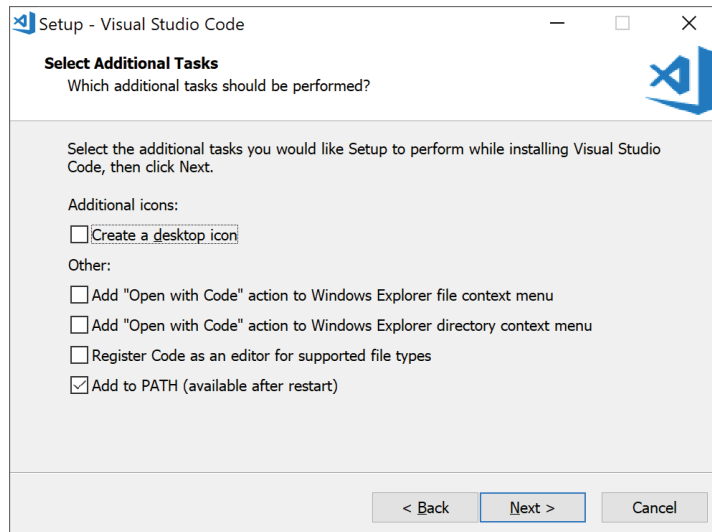 Setup - Visual Studio Code
Select Additional Tasks
Which additional tasks should be performed?
Select the additional tasks you would like Setup to perform while installing Visual Studio
Code, then click Next.
Additional icons:
Create a desktop icon
Other:
Add "Open with Code" action to Windows Explorer file context menu
Add "Open with Code" action to Windows Explorer directory context menu
Register Code as an editor for supported file types
Add to PATH (available after restart)
< Back Next > Cancel